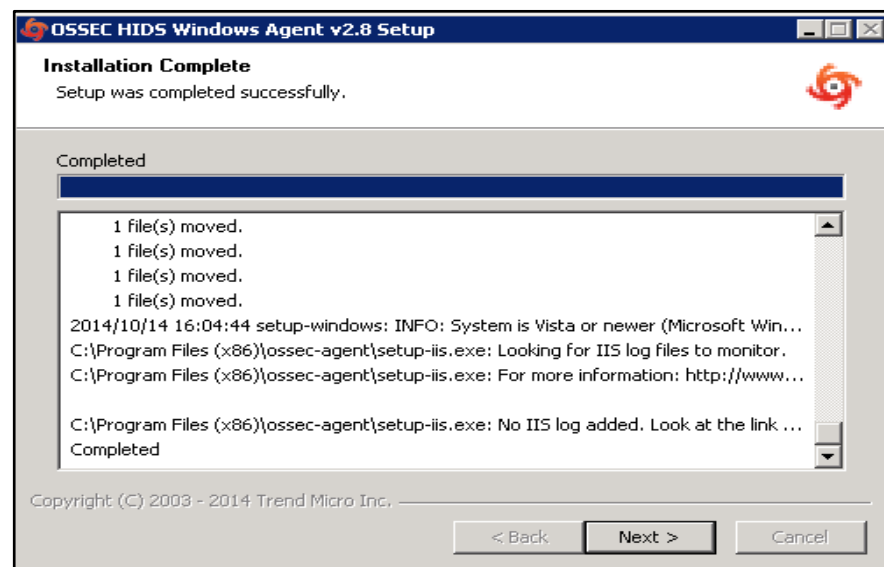 OSSEC HIDS Windows Agent v2.8 Setup
Installation Complete
Setup was completed successfully.
Completed
1 file(s) moved.
1 file(s) moved.
1 file(s) moved.
1 file(s) moved.
2014/10/14 16:04:44 setup-windows: INFO: System is Vista or newer (Microsoft Win...
C:\Program Files (x86)\ossec-agent\setup-iis.exe: Looking for IIS log files to monitor.
C:\Program Files (x86)\ossec-agent\setup-iis.exe: For more information: http://www...
C:\Program Files (x86)\ossec-agent\setup-iis.exe: No IIS log added. Look at the link ...
Completed
Copyright (C) 2003 - 2014 Trend Micro Inc.
< Back Next > Cancel